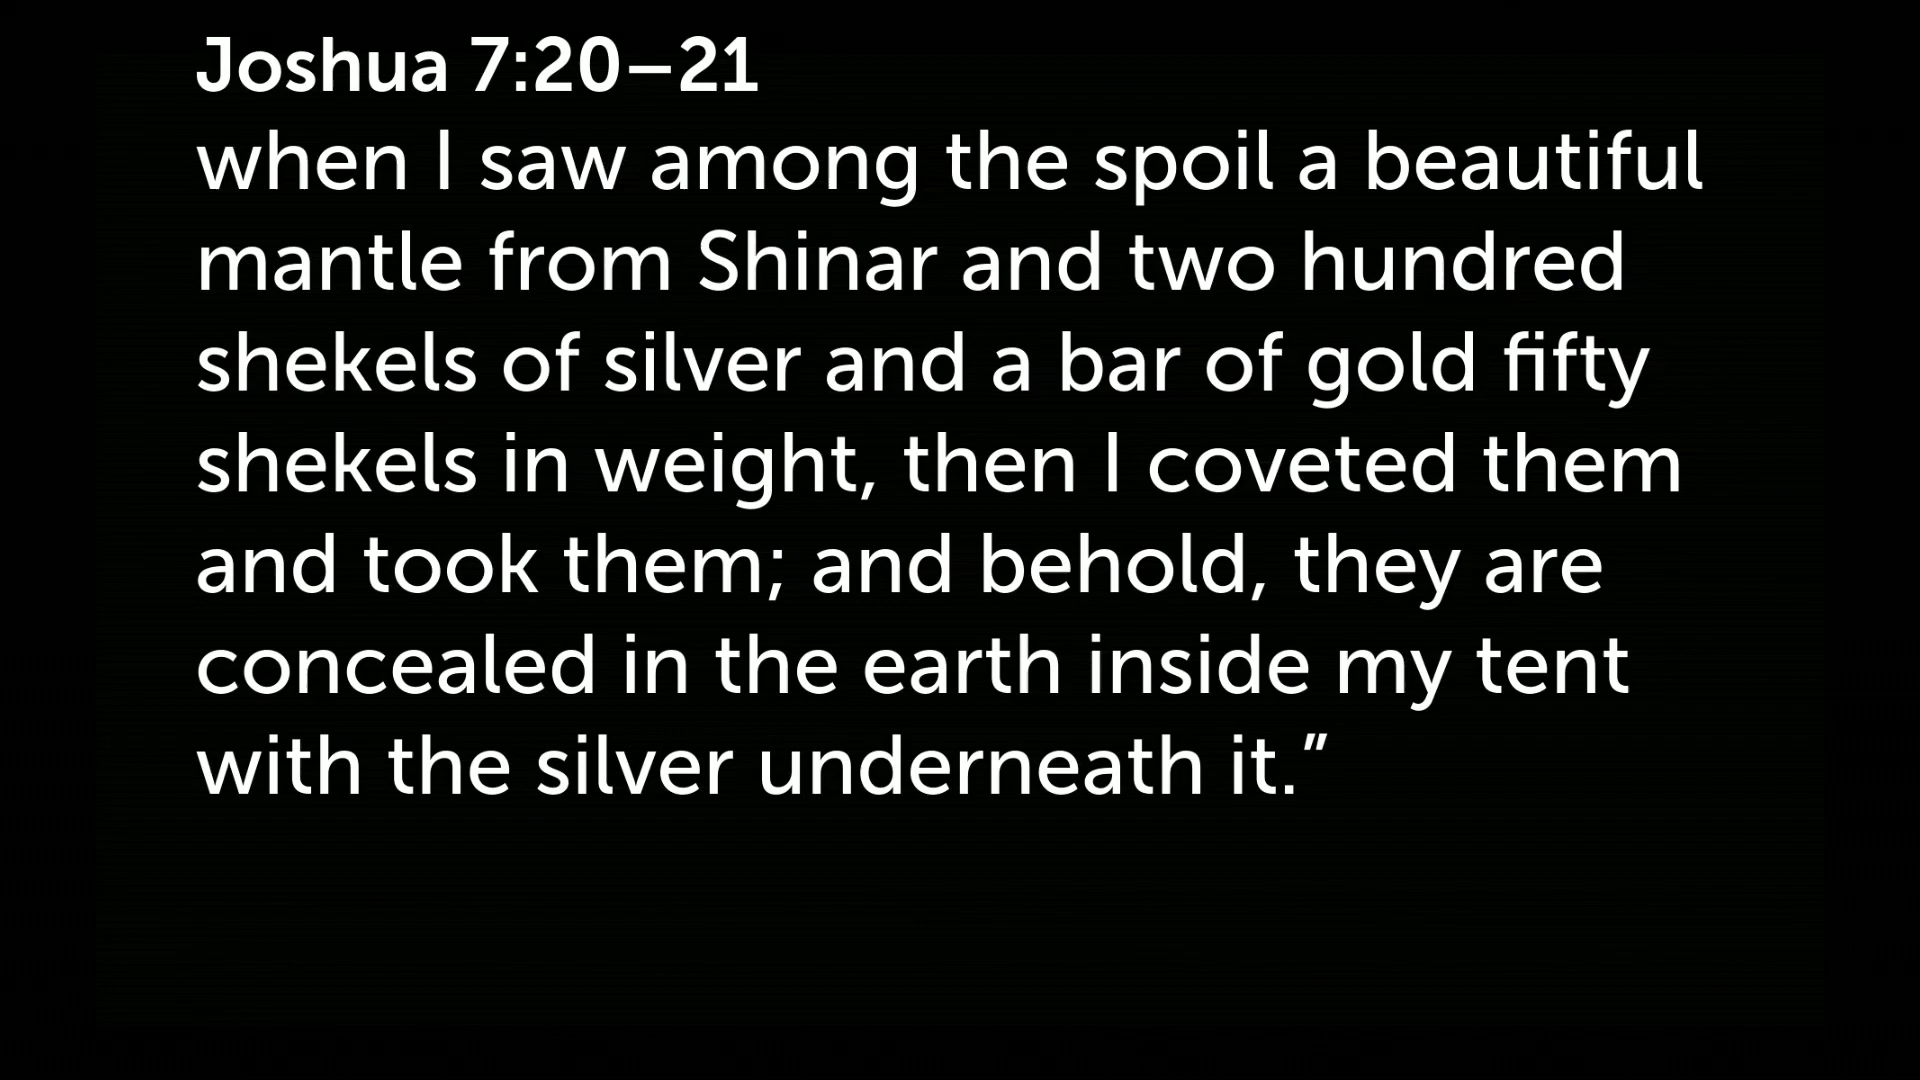 Joshua 7:20–21
when I saw among the spoil a beautiful
mantle from Shinar and two hundred
shekels of silver and a bar of gold fifty
shekels in weight, then I coveted them
and took them; and behold, they are
concealed in the earth inside my tent
with the silver underneath it.”